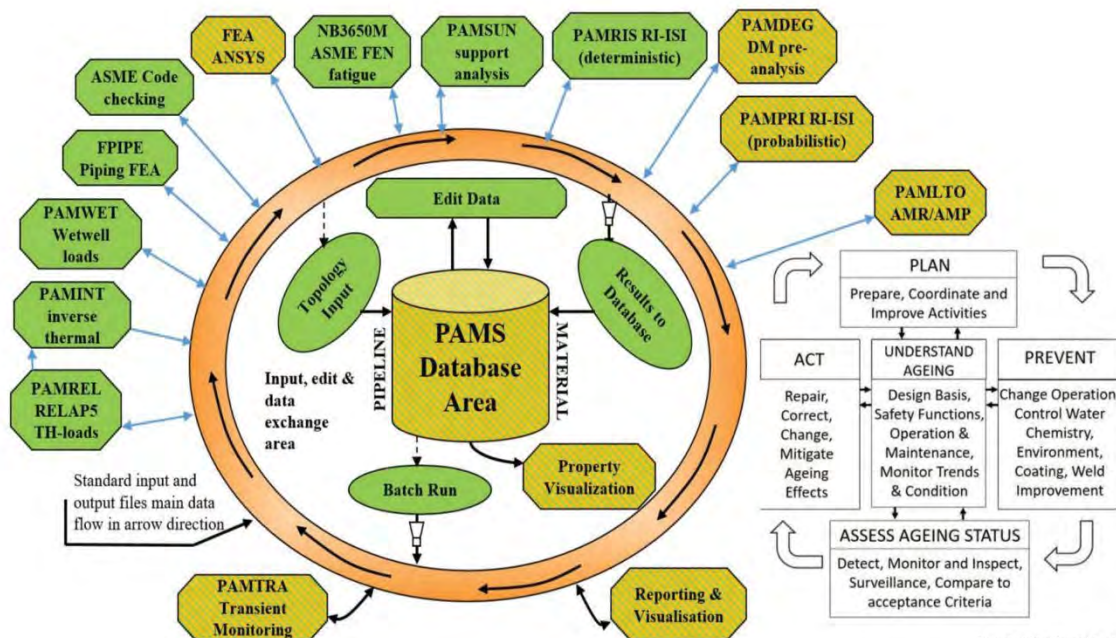 FEA
ANSYS
NB3650M
ASME FEN
fatigue
PAMSUN
support
analysis
PAMRIS RI-ISI
(deterministic)
PAMDEG
DM pre-
analysis
ASME Code
checking
PAMPRI RI-ISI
(probabilistic)
FPIPE
Piping FEA
PAMLTO
AMR/AMP
PAMWET
Wetwell
loads
PAMINT
inverse
thermal
PAMREL
RELAP5
TH-loads
Edit Data
Topology
Input
Results to
Database
PAMS
Database
Area
PIPELINE
MATERIAL
Input, edit &
data
exchange
area
Property
Visualization
Batch Run
Standard input and
output files main data
flow in arrow direction
PAMTRA
Transient
Monitoring
Reporting &
Visualisation
PLAN
Prepare, Coordinate and
Improve Activities
ACT
Repair,
Correct,
Change,
Mitigate
Ageing
Effects
UNDERSTAND
AGEING
Design Basis,
Safety Functions,
Operation &
Maintenance,
Monitor Trends
& Condition
PREVENT
Change Operation
Control Water
Chemistry,
Environment,
Coating, Weld
Improvement
ASSESS AGEING STATUS
Detect, Monitor and Inspect,
Surveillance, Compare to
acceptance Criteria